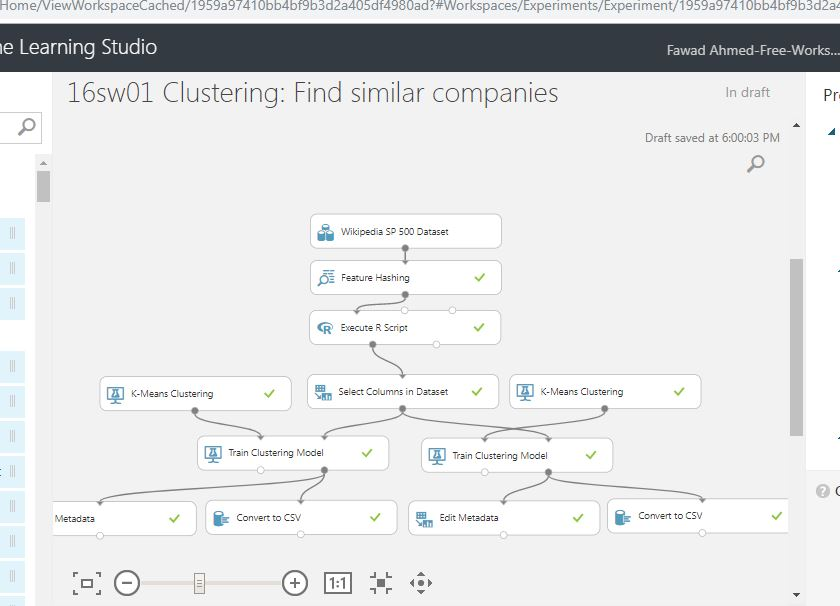 Home/ViewWorkspaceCached/1959a97410bb4bf9b3d2a405df4980ad?#Workspaces/Experiments/Experiment/1959a97410bb4bf9b3d2a4
ne Learning Studio
Fawad Ahmed-Free-Works...
16sw01 Clustering: Find similar companies
In draft
Pr
Draft saved at 6:00:03 PM
Wikipedia SP 500 Dataset
Feature Hashing
Execute R Script
K-Means Clustering
Select Columns in Dataset
K-Means Clustering
Train Clustering Model
Train Clustering Model
Metadata
Convert to CSV
Edit Metadata
Convert to CSV
1:1